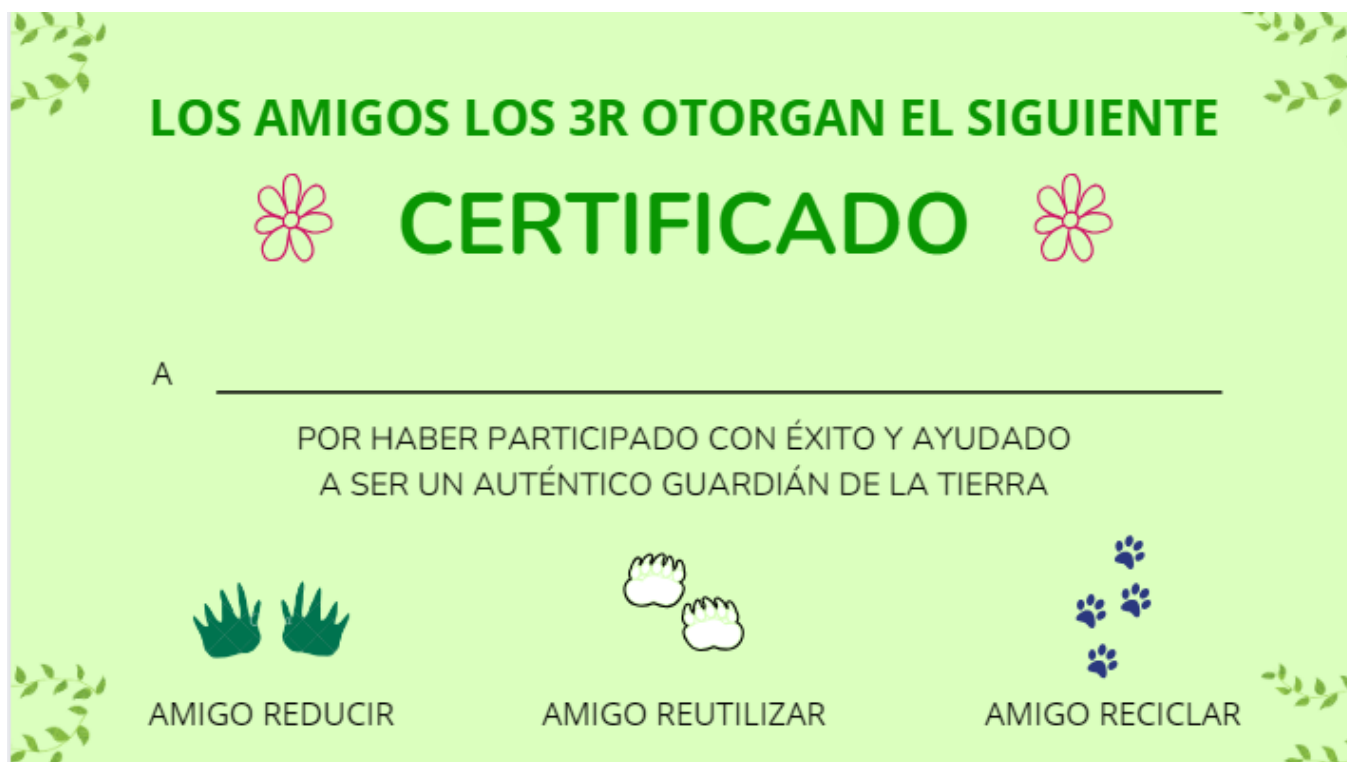 LOS AMIGOS LOS 3R OTORGAN EL SIGUIENTE
CERTIFICADO
A
POR HABER PARTICIPADO CON ÉXITO Y AYUDADO
A SER UN AUTÉNTICO GUARDIÁN DE LA TIERRA
AMIGO REDUCIR
AMIGO REUTILIZAR
AMIGO RECICLAR